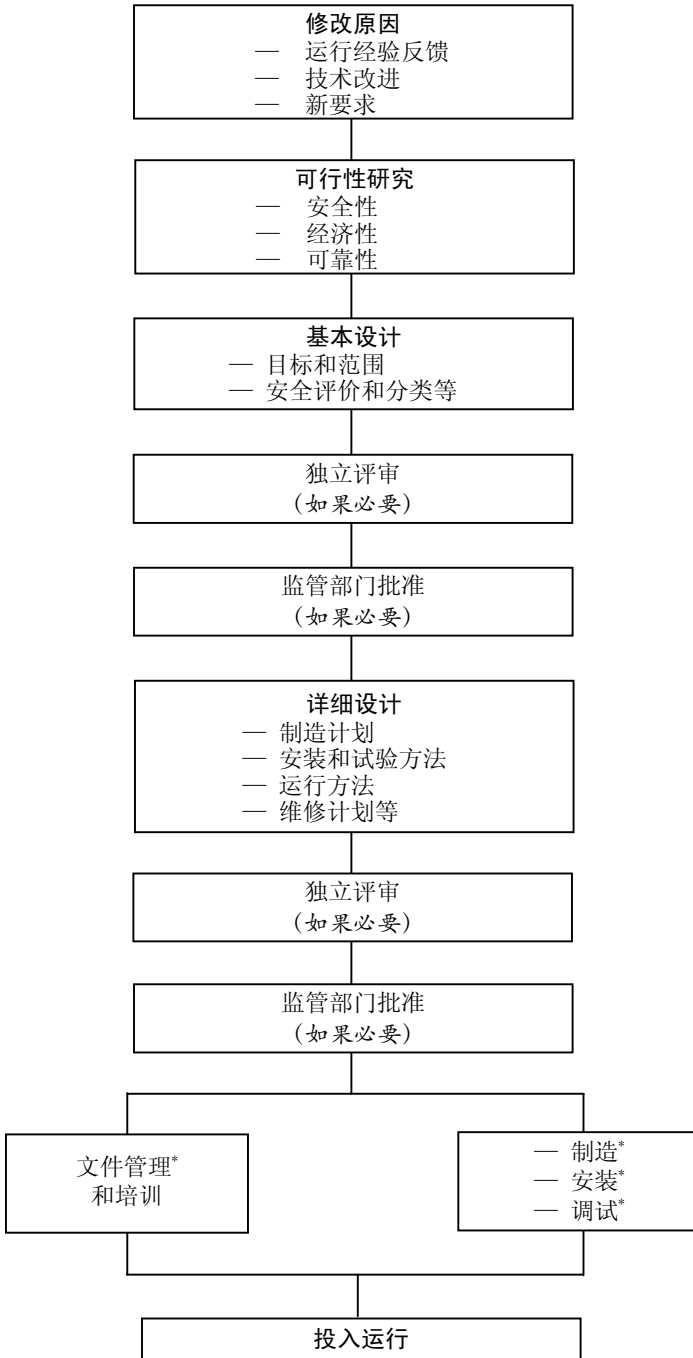 修改原因
— 运行经验反馈
— 技术改进
— 新要求
可行性研究
— 安全性
— 经济性
— 可靠性
基本设计
— 目标和范围
— 安全评价和分类等
独立评审
(如果必要)
监管部门批准
(如果必要)
详细设计
— 制造计划
— 安装和试验方法
— 运行方法
— 维修计划等
独立评审
(如果必要)
监管部门批准
(如果必要)
文件管理*
和培训
— 制造*
— 安装*
— 调试*
投入运行